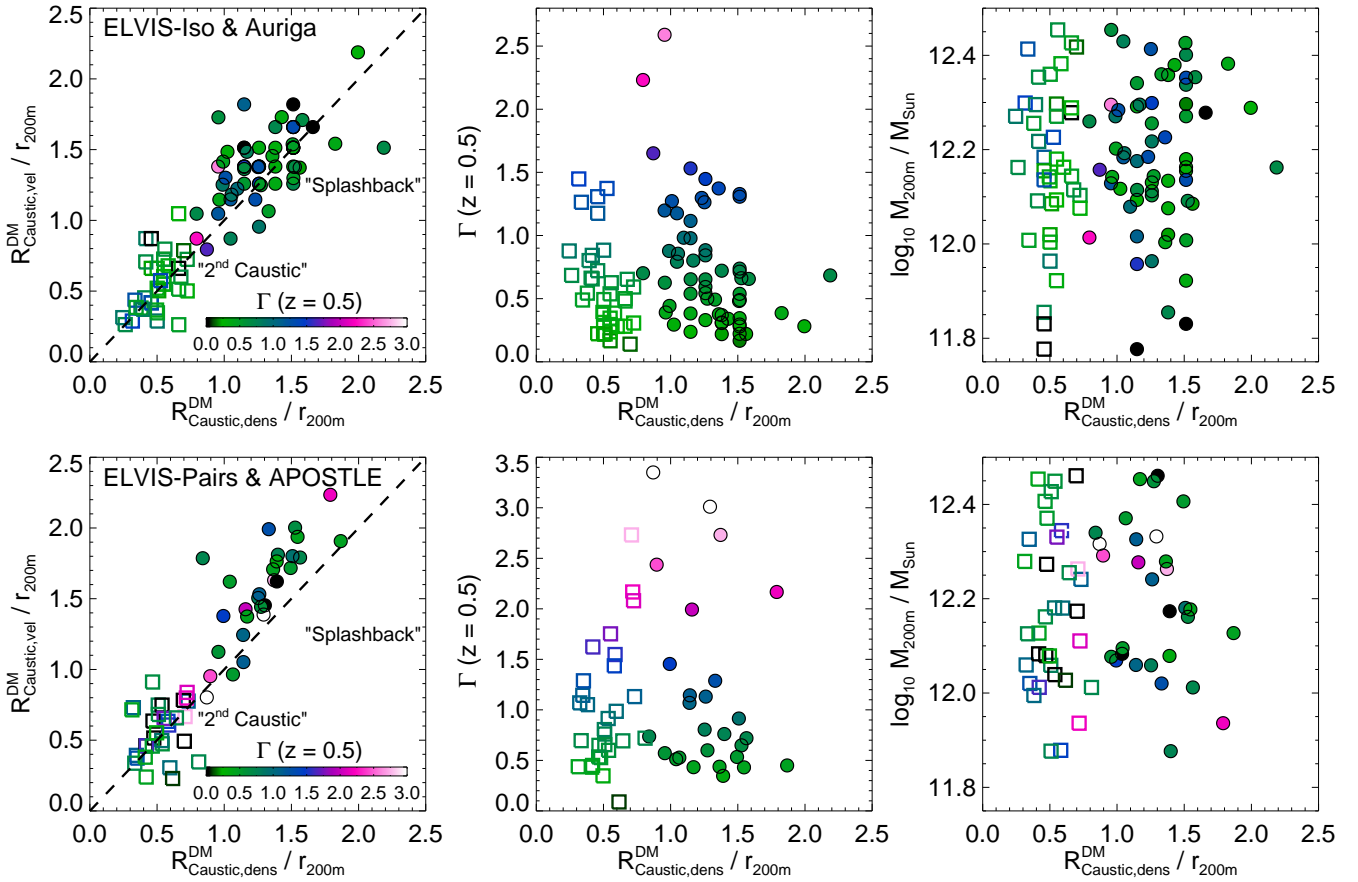 ELVIS-Iso & Auriga
"Splashback"
"2nd Caustic"
Γ (z = 0.5)
0.0 0.5 1.0 1.5 2.0 2.5 3.0
2.5
2.0
1.5
1.0
0.5
0.0
R^DM_Caustic,vel / r_200m
0.0 0.5 1.0 1.5 2.0 2.5
R^DM_Caustic,dens / r_200m
2.5
2.0
1.5
1.0
0.5
0.0
Γ (z = 0.5)
0.0 0.5 1.0 1.5 2.0 2.5
R^DM_Caustic,dens / r_200m
12.4
12.2
12.0
11.8
log10 M_200m / M_Sun
0.0 0.5 1.0 1.5 2.0 2.5
R^DM_Caustic,dens / r_200m
ELVIS-Pairs & APOSTLE
"Splashback"
"2nd Caustic"
Γ (z = 0.5)
0.0 0.5 1.0 1.5 2.0 2.5 3.0
2.5
2.0
1.5
1.0
0.5
0.0
R^DM_Caustic,vel / r_200m
0.0 0.5 1.0 1.5 2.0 2.5
R^DM_Caustic,dens / r_200m
3.5
3.0
2.5
2.0
1.5
1.0
0.5
0.0
Γ (z = 0.5)
0.0 0.5 1.0 1.5 2.0 2.5
R^DM_Caustic,dens / r_200m
12.4
12.2
12.0
11.8
log10 M_200m / M_Sun
0.0 0.5 1.0 1.5 2.0 2.5
R^DM_Caustic,dens / r_200m